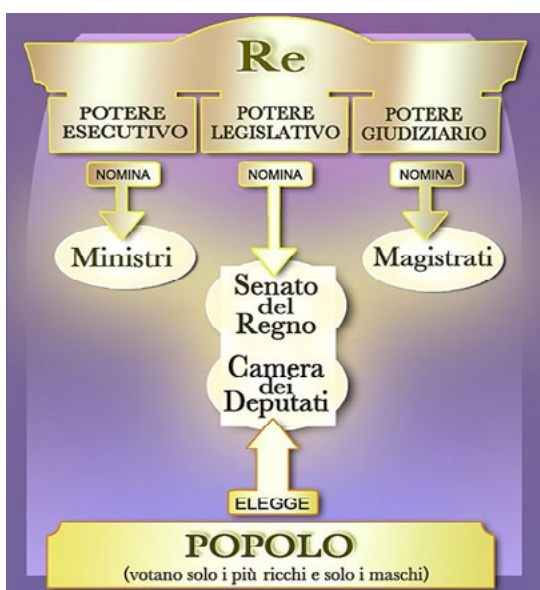 Re
POTERE
ESECUTIVO
POTERE
LEGISLATIVO
POTERE
GIUDIZIARIO
NOMINA
NOMINA
NOMINA
Ministri
Magistrati
Senato
del
Regno
Camera
dei
Deputati
ELEGGE
POPOLO
(votano solo i più ricchi e solo i maschi)